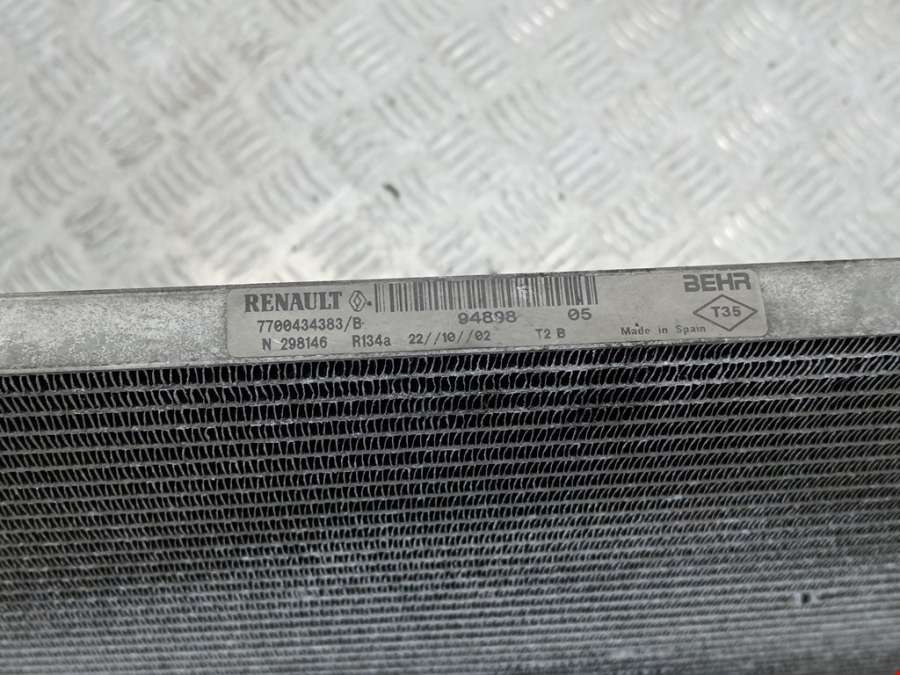 RENAULT
7700434383/B 94898 05
N 298146 R134a 22//10//02 T2 B Made in Spain
BEHR
T35